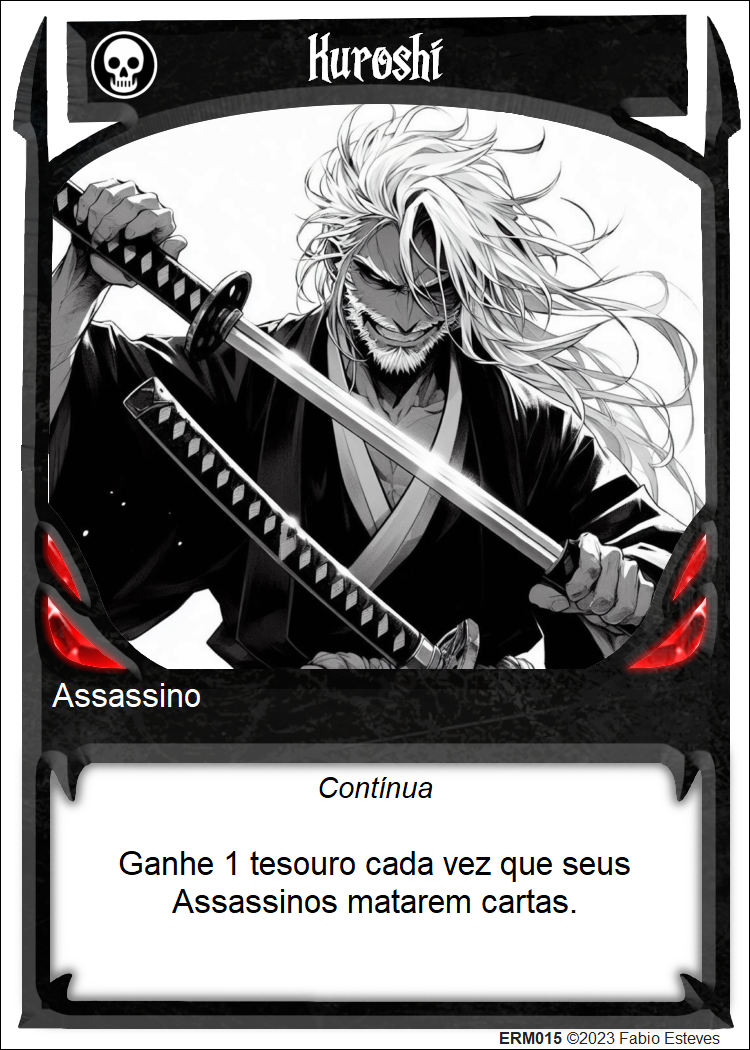 Kuroshi
Assassino
Contínua
Ganhe 1 tesouro cada vez que seus
Assassinos matarem cartas.
ERM015 ©2023 Fabio Esteves